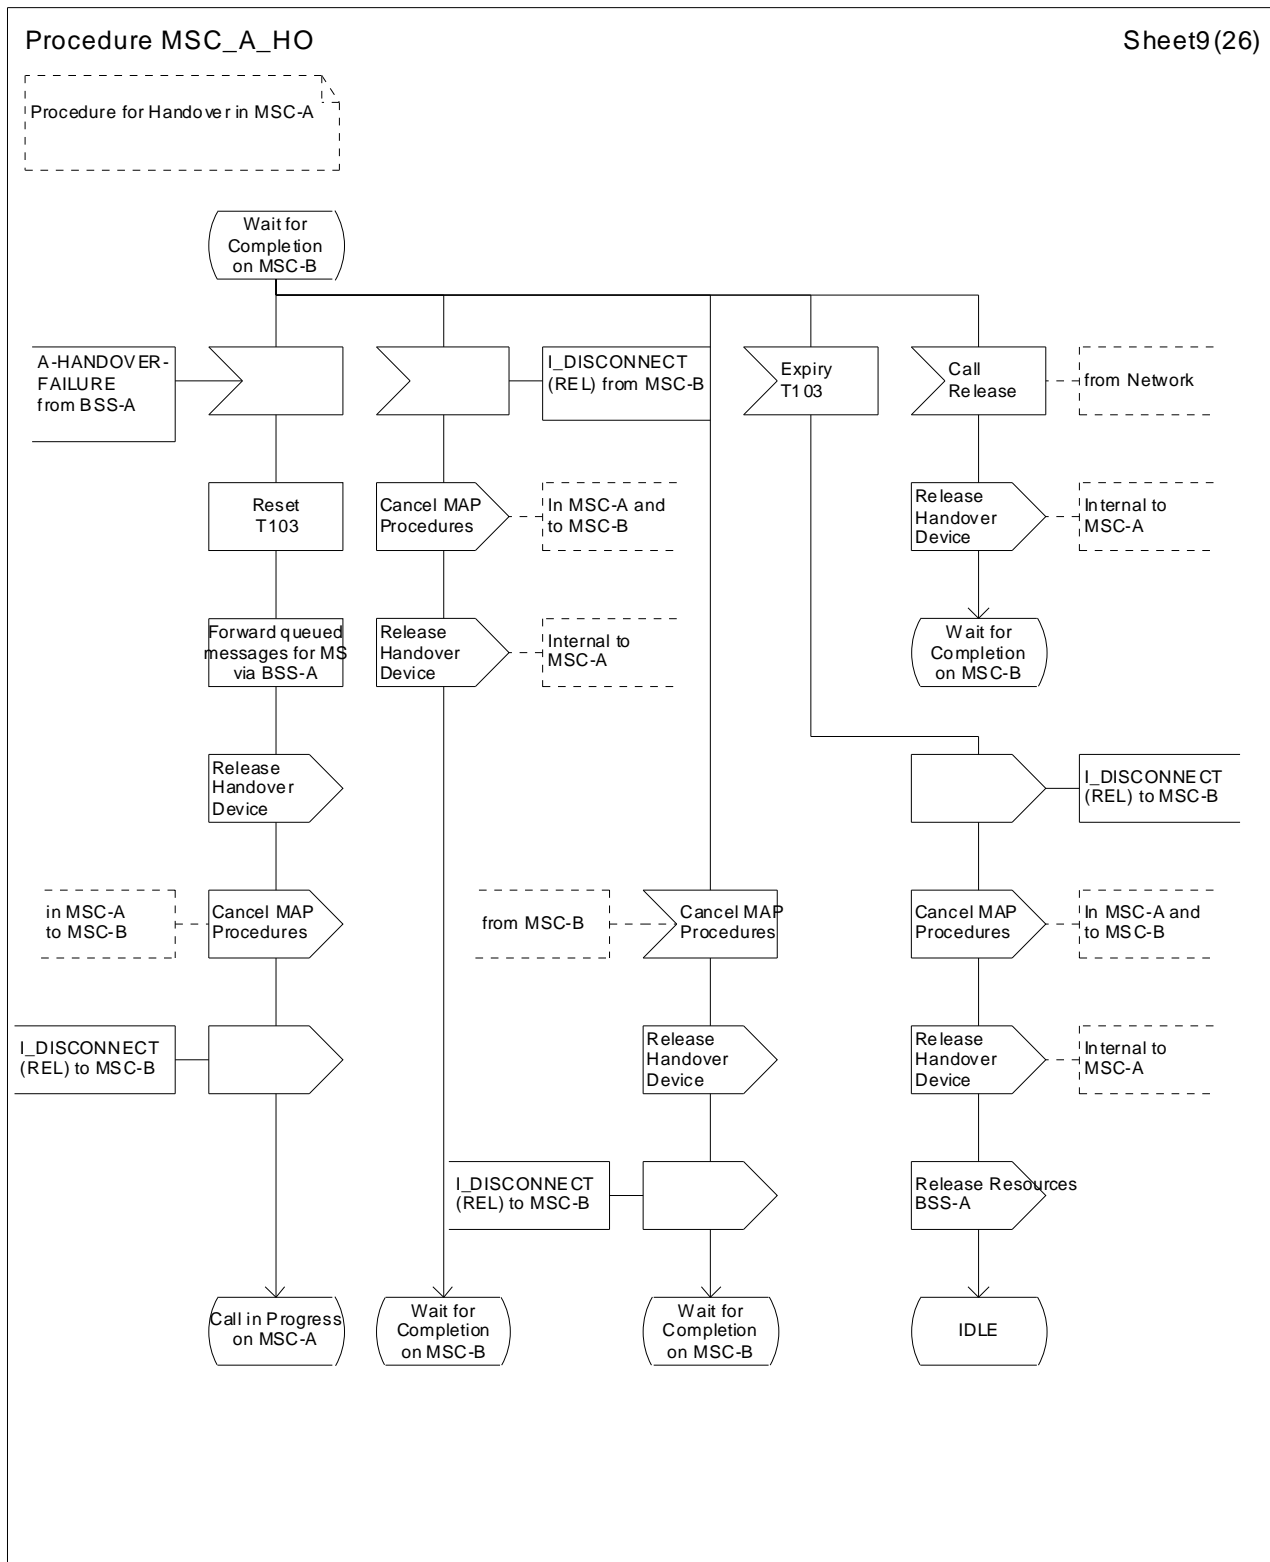 Procedure MSC_A_HO
Sheet9(26)
Procedure for Handover in MSC-A
Wait for
Completion
on MSC-B
A-HANDOVER-
FAILURE
from BSS-A
I_DISCONNECT
(REL) from MSC-B
Expiry
T103
Call
Release
from Network
Reset
T103
Cancel MAP
Procedures
In MSC-A and
to MSC-B
Release
Handover
Device
Internal to
MSC-A
Forward queued
messages for MS
via BSS-A
Release
Handover
Device
Internal to
MSC-A
Wait for
Completion
on MSC-B
Release
Handover
Device
I_DISCONNECT
(REL) to MSC-B
in MSC-A
to MSC-B
Cancel MAP
Procedures
from MSC-B
Cancel MAP
Procedures
Cancel MAP
Procedures
In MSC-A and
to MSC-B
I_DISCONNECT
(REL) to MSC-B
Release
Handover
Device
Release
Handover
Device
Internal to
MSC-A
I_DISCONNECT
(REL) to MSC-B
Release Resources
BSS-A
Call in Progress
on MSC-A
Wait for
Completion
on MSC-B
Wait for
Completion
on MSC-B
IDLE